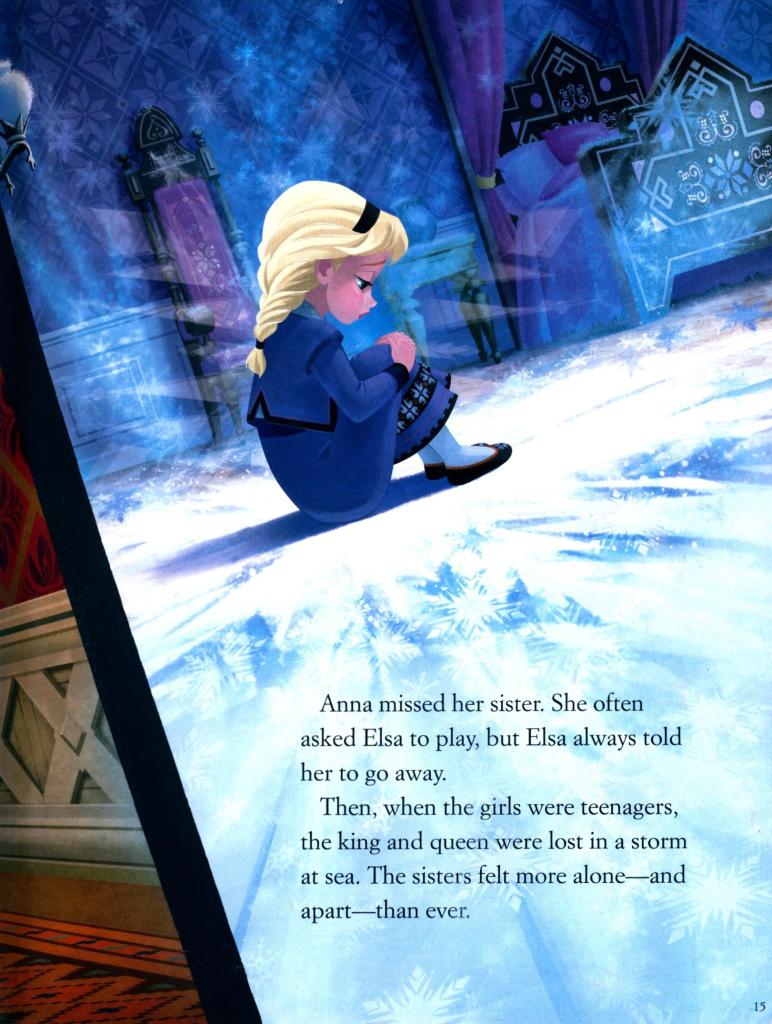 Anna missed her sister. She often
asked Elsa to play, but Elsa always told
her to go away.
Then, when the girls were teenagers,
the king and queen were lost in a storm
at sea. The sisters felt more alone—and
apart—than ever.
15